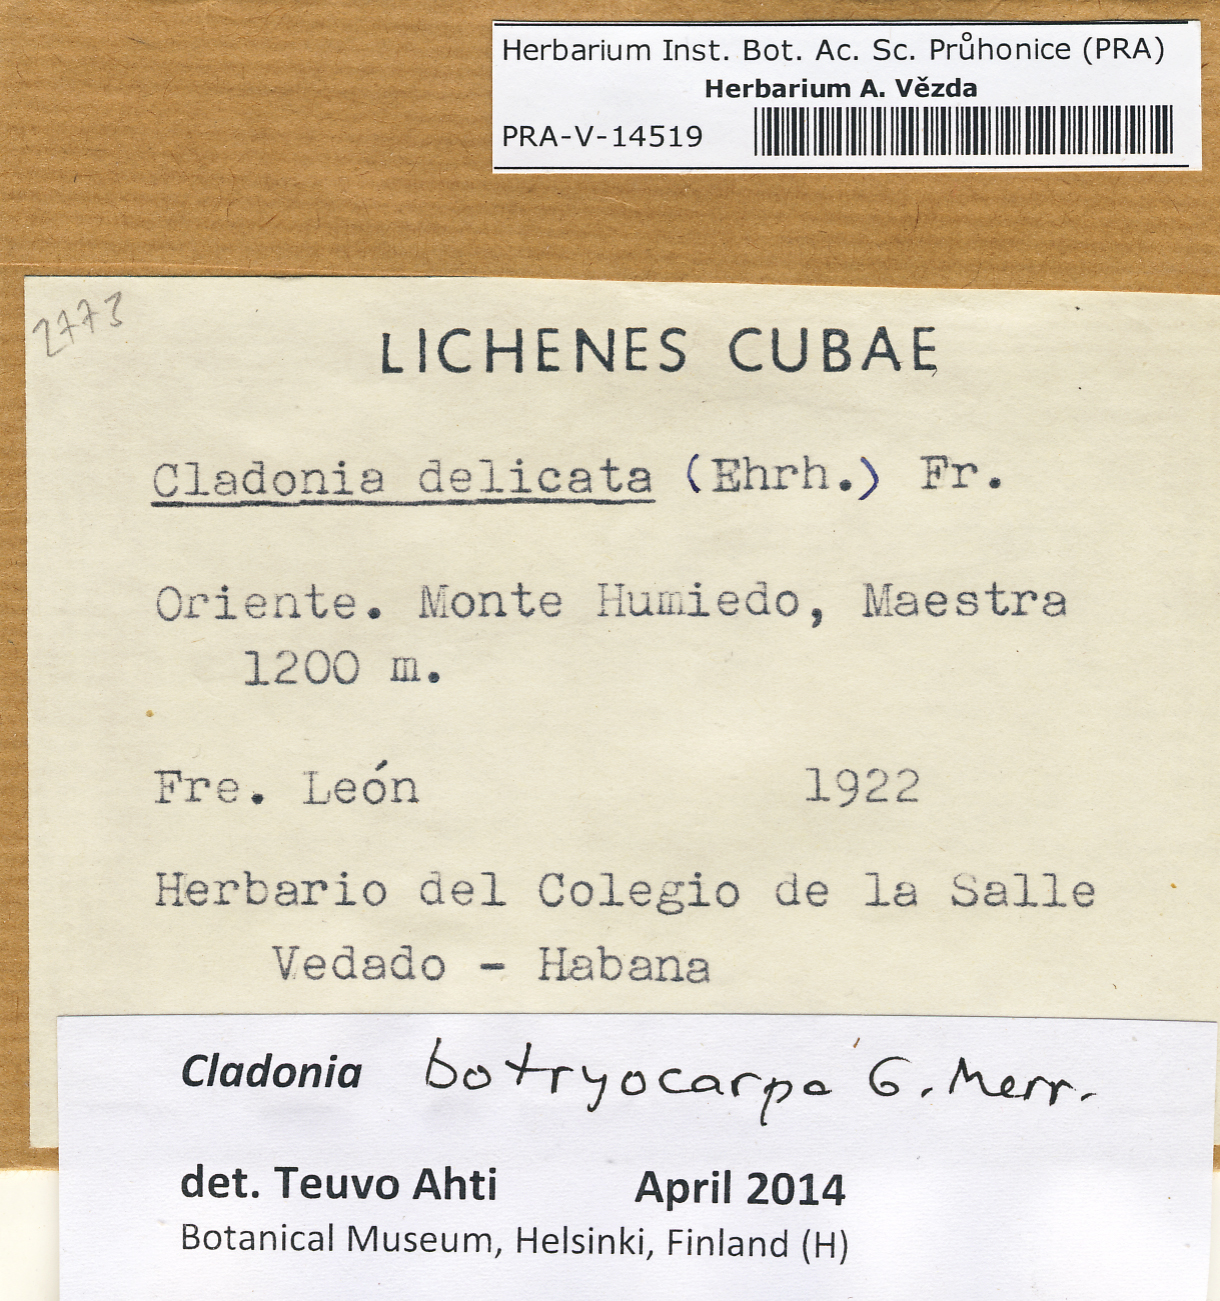 Herbarium Inst. Bot. Ac. Sc. Průhonice (PRA)
Herbarium A. Vězda
PRA-V-14519
2773
LICHENES CUBAE
Cladonia delicata (Ehrh.) Fr.
Oriente. Monte Humiedo, Maestra
1200 m.
Fre. León 1922
Herbario del Colegio de la Salle
Vedado - Habana
Cladonia botryocarpa G. Merr.
det. Teuvo Ahti April 2014
Botanical Museum, Helsinki, Finland (H)